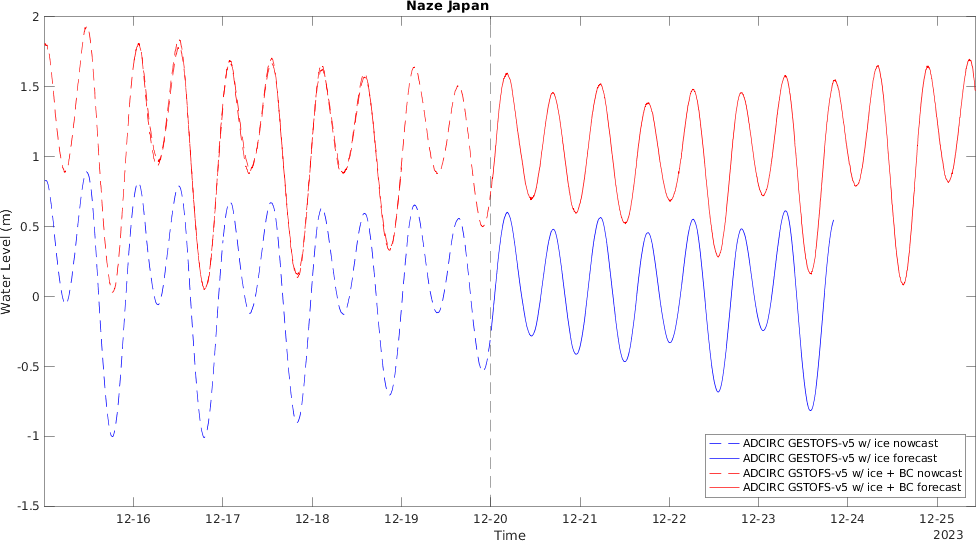 Naze Japan
2
1.5
1
0.5
0
-0.5
-1
-1.5
Water Level (m)
12-16 12-17 12-18 12-19 12-20 12-21 12-22 12-23 12-24 12-25
Time
2023
ADCIRC GESTOFS-v5 w/ ice nowcast
ADCIRC GESTOFS-v5 w/ ice forecast
ADCIRC GSTOFS-v5 w/ ice + BC nowcast
ADCIRC GSTOFS-v5 w/ ice + BC forecast